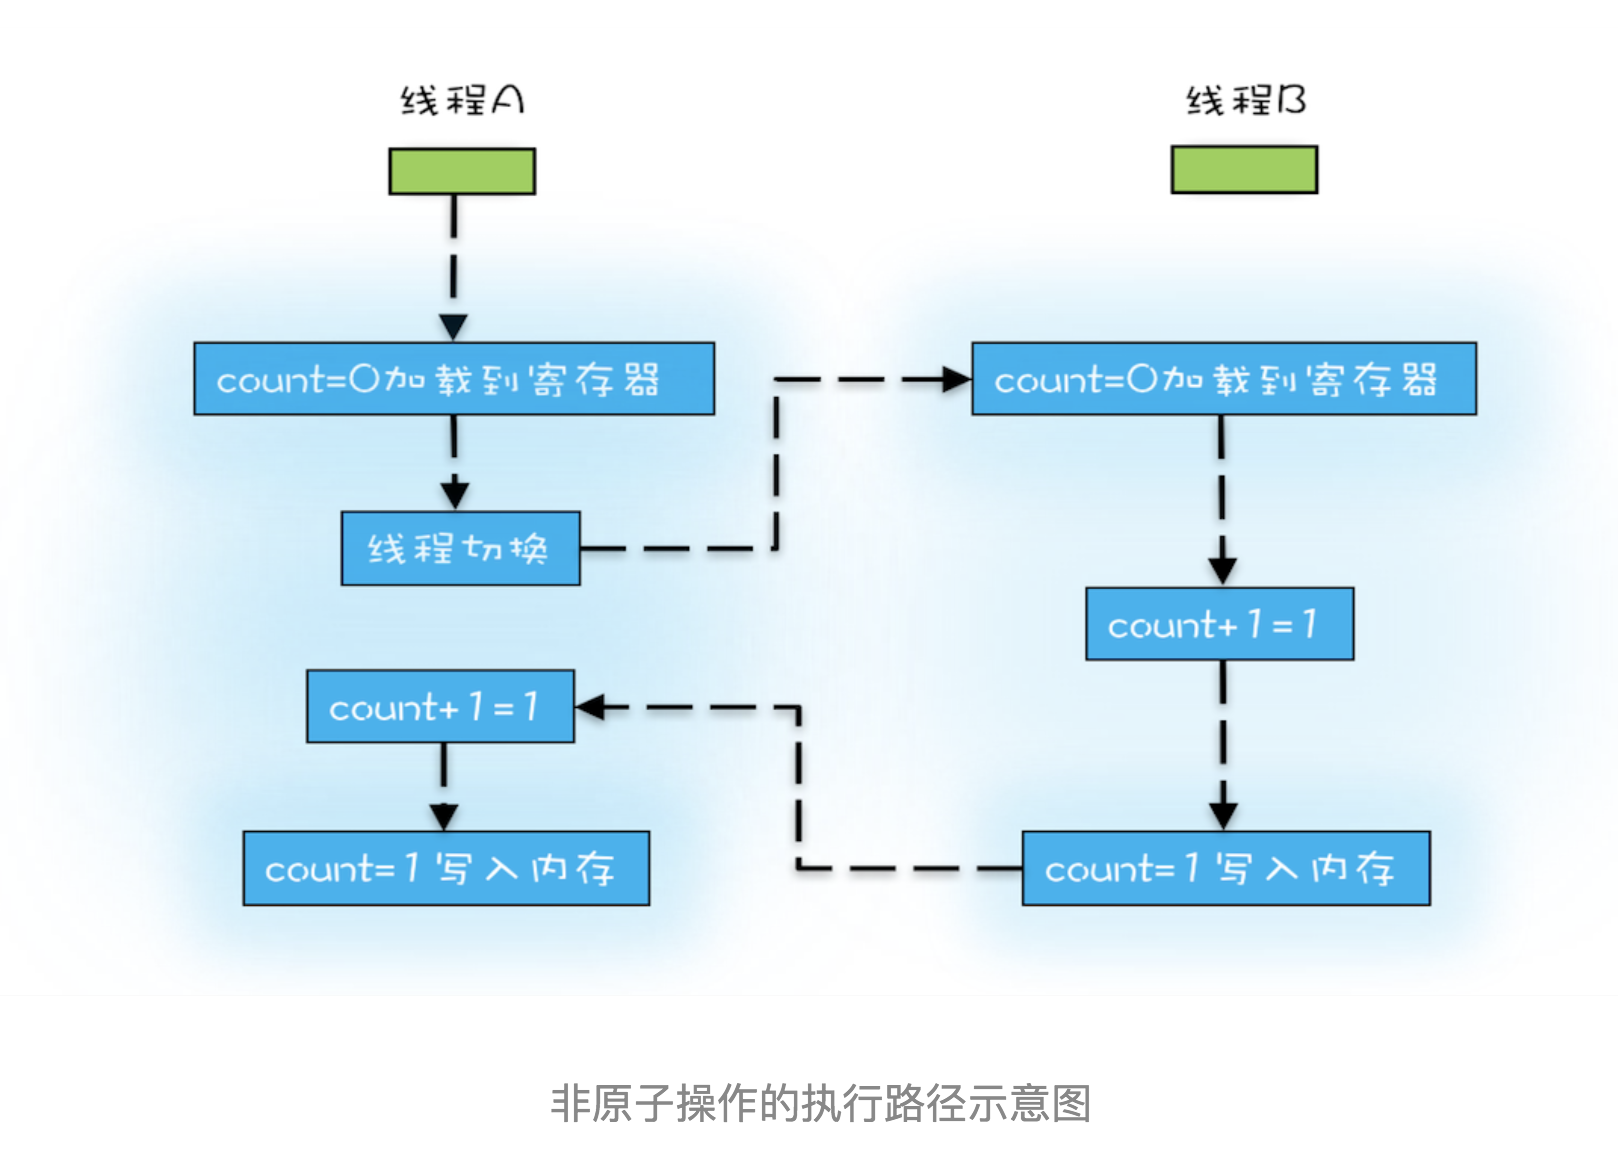 线程A
线程B
count=0加载到寄存器
count=0加载到寄存器
线程切换
count+1=1
count+1=1
count=1写入内存
count=1写入内存
非原子操作的执行路径示意图